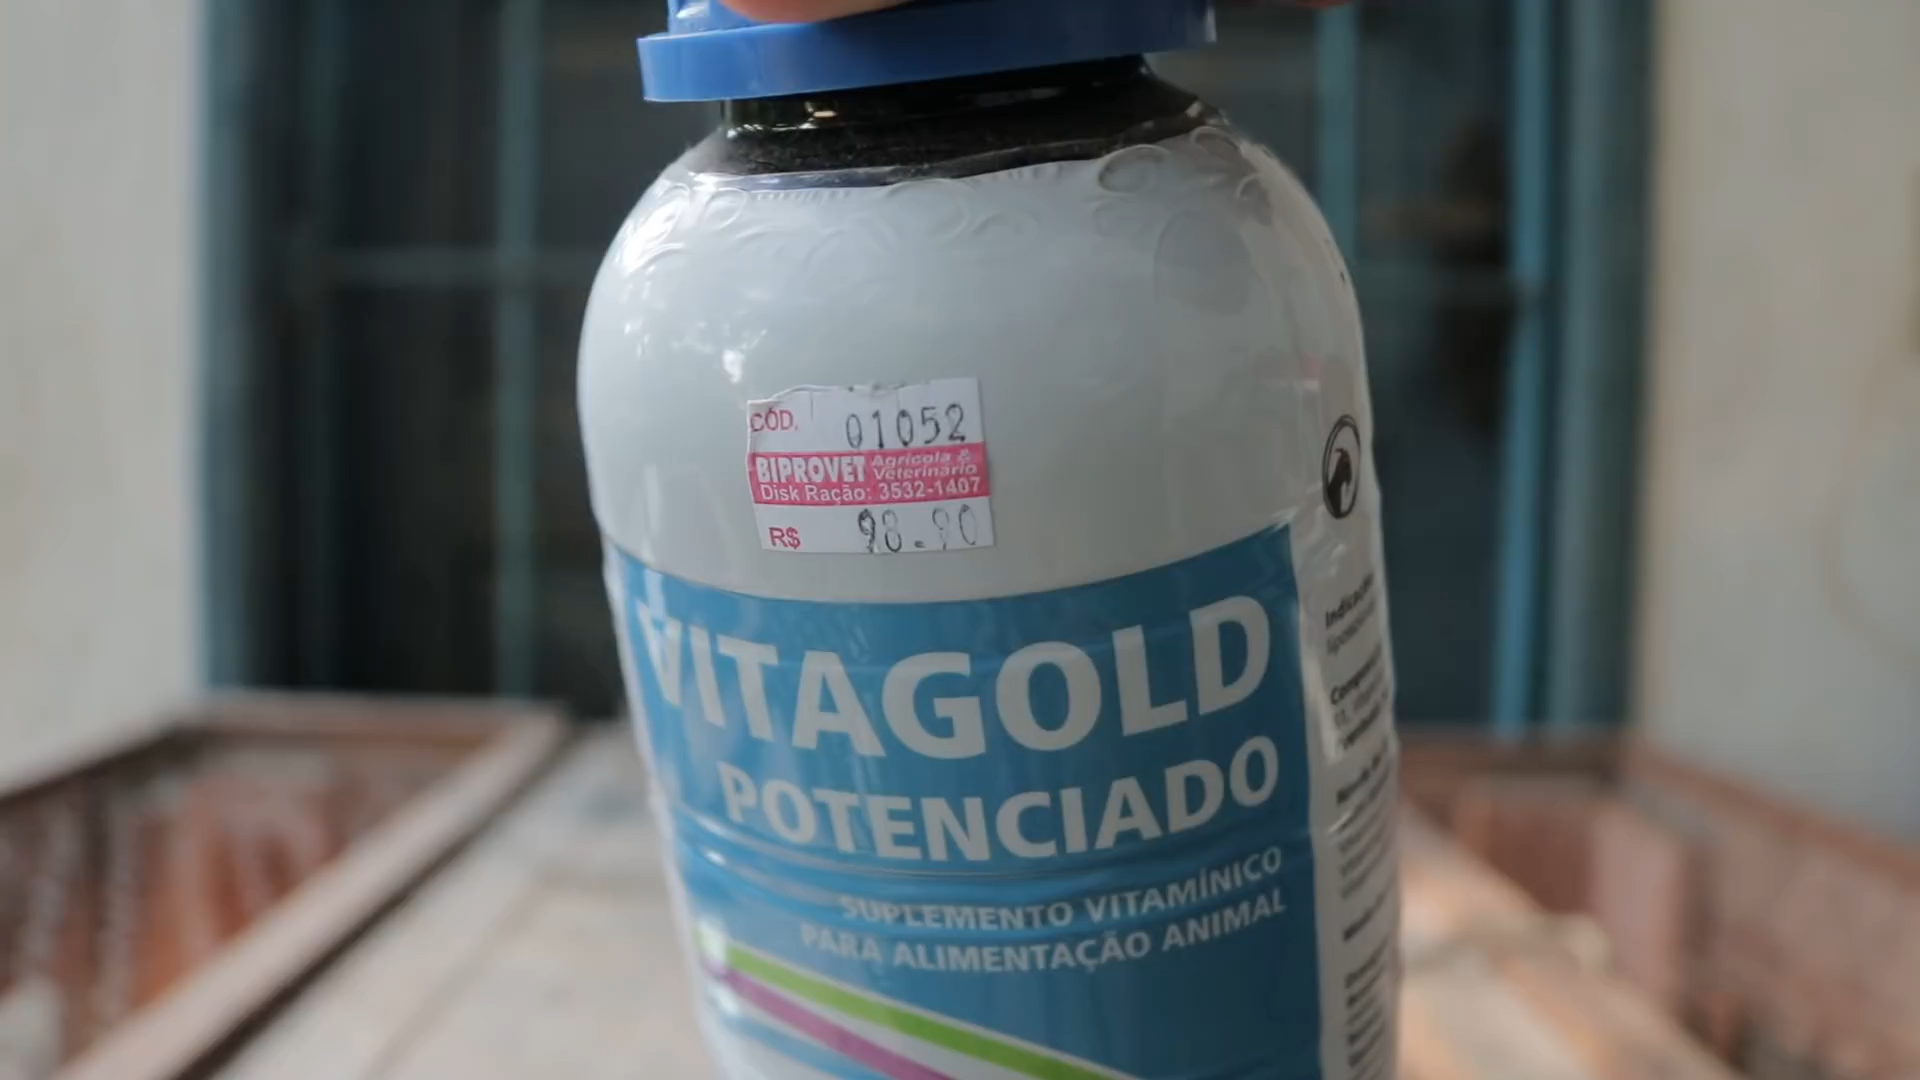 CÓD. 01052
BIPROVET Agrícola & Veterinário
Disk Ração: 3532-1407
R$ 98.90
VITAGOLD
POTENCIADO
SUPLEMENTO VITAMÍNICO
PARA ALIMENTAÇÃO ANIMAL